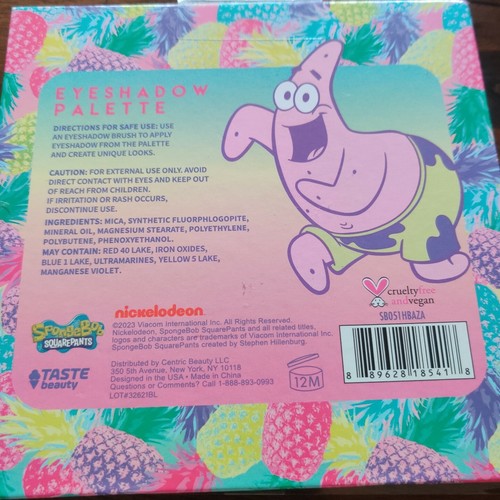 EYESHADOW
PALETTE
DIRECTIONS FOR SAFE USE: USE
AN EYESHADOW BRUSH TO APPLY
EYESHADOW FROM THE PALETTE
AND CREATE UNIQUE LOOKS.
CAUTION: FOR EXTERNAL USE ONLY. AVOID
DIRECT CONTACT WITH EYES AND KEEP OUT
OF REACH FROM CHILDREN.
IF IRRITATION OR RASH OCCURS,
DISCONTINUE USE.
INGREDIENTS: MICA, SYNTHETIC FLUORPHLOGOPITE,
MINERAL OIL, MAGNESIUM STEARATE, POLYETHYLENE,
POLYBUTENE, PHENOXYETHANOL.
MAY CONTAIN: RED 40 LAKE, IRON OXIDES,
BLUE 1 LAKE, ULTRAMARINES, YELLOW 5 LAKE,
MANGANESE VIOLET.
SPONGEBOB
SQUAREPANTS
nickelodeon
©2023 Viacom International Inc. All Rights Reserved.
Nickelodeon, SpongeBob SquarePants and all related titles,
logos and characters are trademarks of Viacom International Inc.
SpongeBob SquarePants created by Stephen Hillenburg.
TASTE
beauty
Distributed by Centric Beauty LLC
350 5th Avenue, New York, NY 10118
Designed in the USA • Made in China
Questions or Comments? Call 1-888-893-0993
LOT#32621BL
12M
crueltyfree
andvegan
SB051HBAZA
8 89628 18541 8